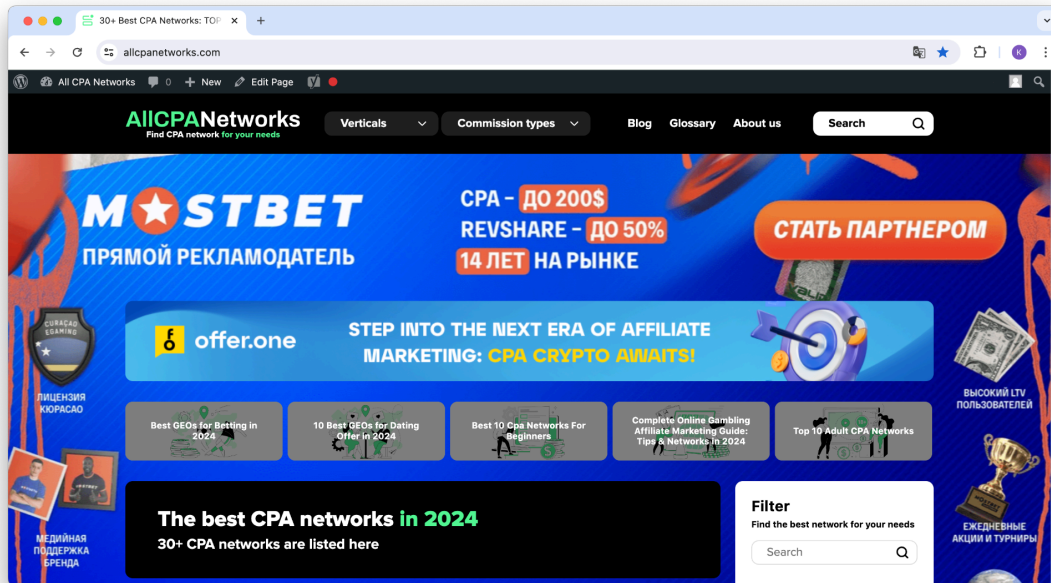 30+ Best CPA Networks: TOP
allcpanetworks.com
K
All CPA Networks 0 + New Edit Page
AllCPANetworks
Find CPA network for your needs
Verticals
Commission types
Blog Glossary About us
Search
MOSTBET
ПРЯМОЙ РЕКЛАМОДАТЕЛЬ
CPA – ДО 200$
REVSHARE – ДО 50%
14 ЛЕТ НА РЫНКЕ
СТАТЬ ПАРТНЕРОМ
CURAÇAO
EGAMING
ЛИЦЕНЗИЯ
КЮРАСАО
offer.one
STEP INTO THE NEXT ERA OF AFFILIATE
MARKETING: CPA CRYPTO AWAITS!
ВЫСОКИЙ LTV
ПОЛЬЗОВАТЕЛЕЙ
Best GEOs for Betting in
2024
10 Best GEOs for Dating
Offer in 2024
Best 10 Cpa Networks For
Beginners
Complete Online Gambling
Affiliate Marketing Guide:
Tips & Networks in 2024
Top 10 Adult CPA Networks
The best CPA networks in 2024
30+ CPA networks are listed here
Filter
Find the best network for your needs
Search
МЕДИЙНАЯ
ПОДДЕРЖКА
БРЕНДА
MOSTBET
ЕЖЕДНЕВНЫЕ
АКЦИИ И ТУРНИРЫ